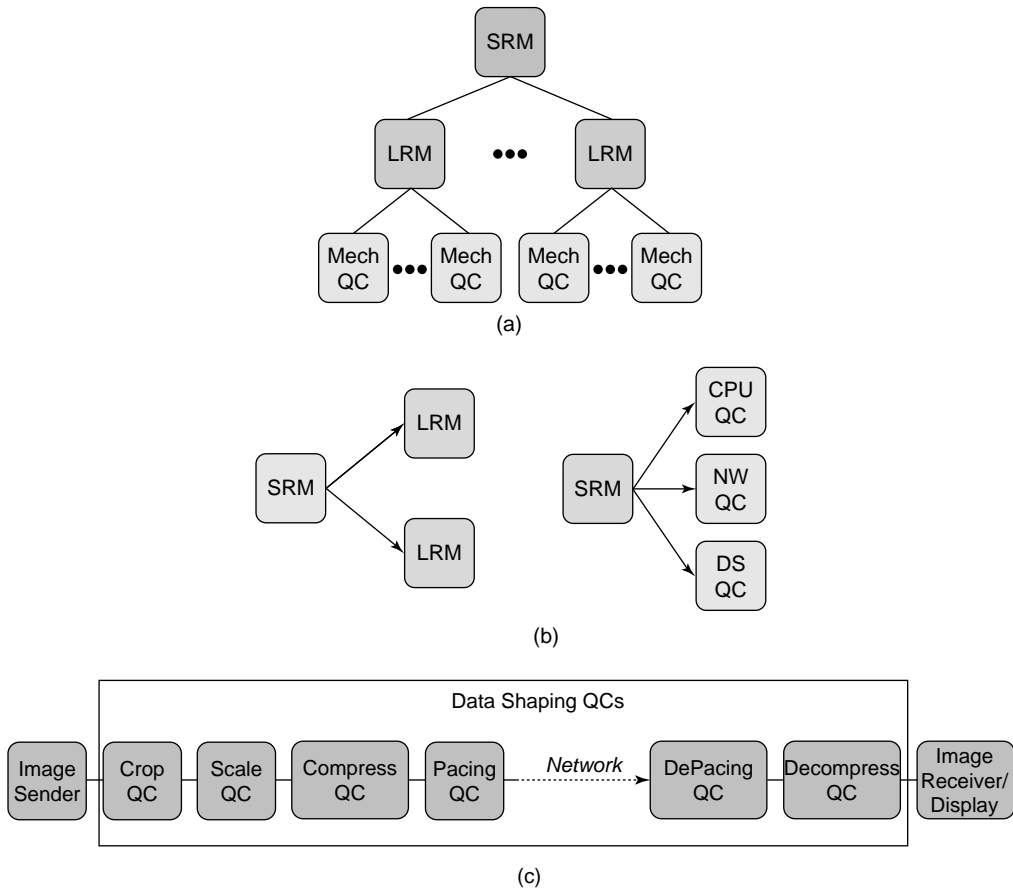 SRM
LRM
LRM
Mech
QC
Mech
QC
Mech
QC
Mech
QC
(a)
SRM
LRM
LRM
SRM
CPU
QC
NW
QC
DS
QC
(b)
Data Shaping QCs
Image
Sender
Crop
QC
Scale
QC
Compress
QC
Pacing
QC
Network
DePacing
QC
Decompress
QC
Image
Receiver/
Display
(c)